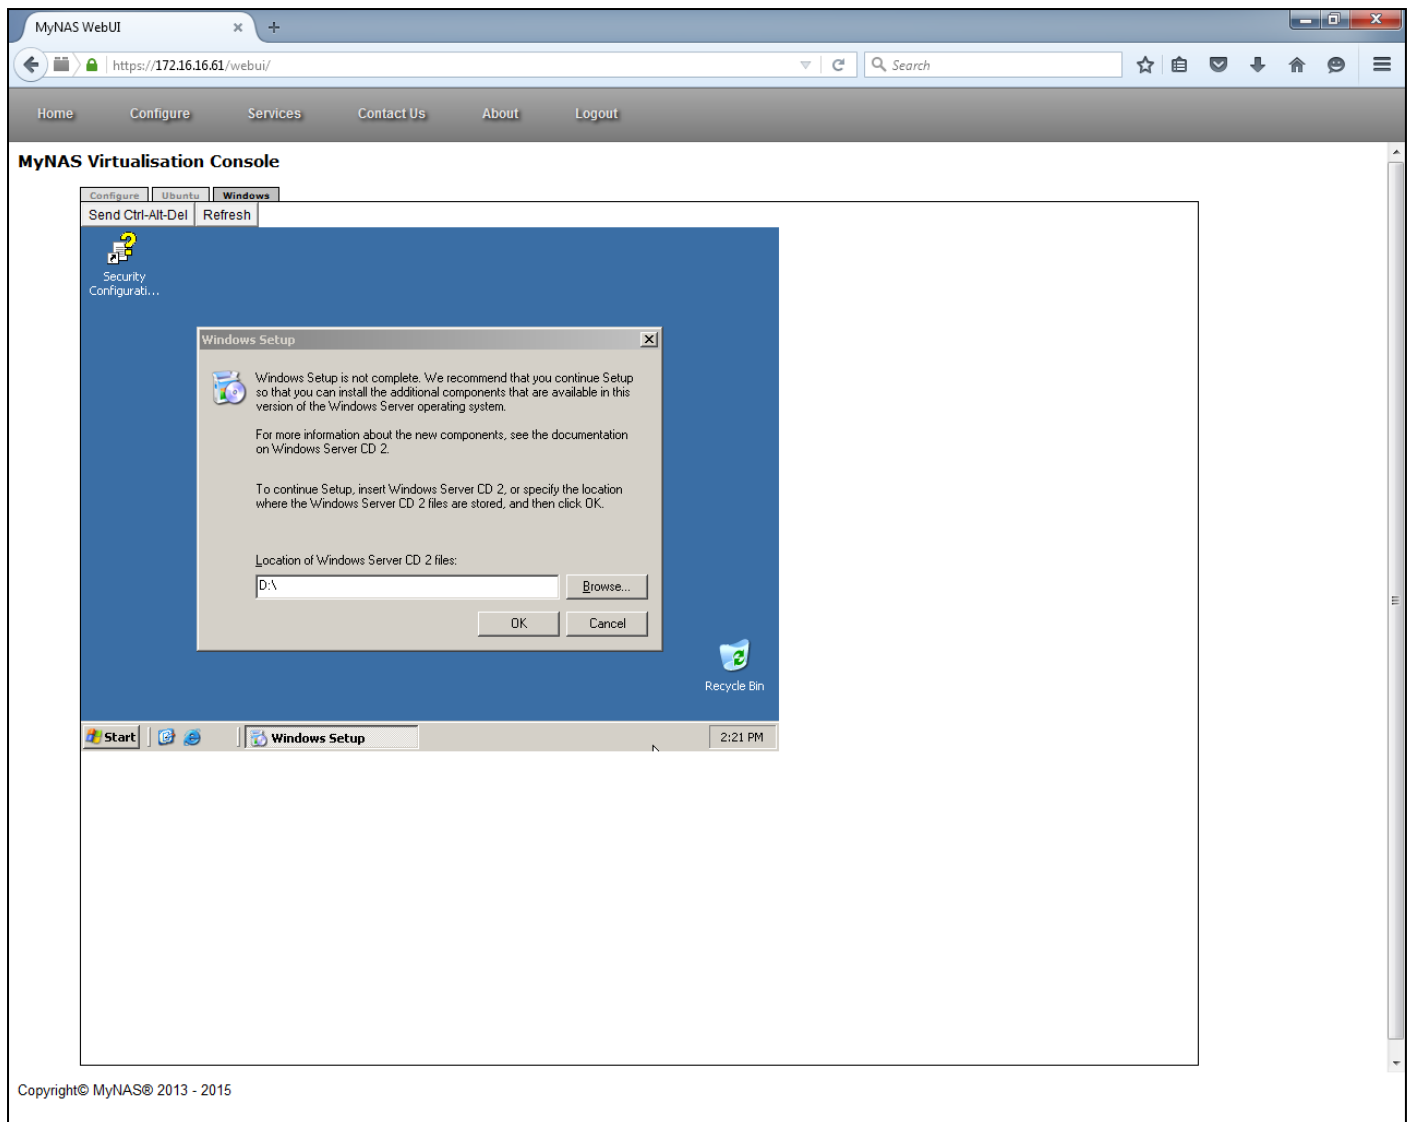 MyNAS WebUI
https://172.16.16.61/webui/
Search
Home Configure Services Contact Us About Logout
MyNAS Virtualisation Console
Configure Ubuntu Windows
Send Ctrl-Alt-Del Refresh
Security
Configurati...
Windows Setup
Windows Setup is not complete. We recommend that you continue Setup
so that you can install the additional components that are available in this
version of the Windows Server operating system.
For more information about the new components, see the documentation
on Windows Server CD 2.
To continue Setup, insert Windows Server CD 2, or specify the location
where the Windows Server CD 2 files are stored, and then click OK.
Location of Windows Server CD 2 files:
D:\
Browse...
OK Cancel
Recycle Bin
Start Windows Setup 2:21 PM
Copyright© MyNAS® 2013 - 2015